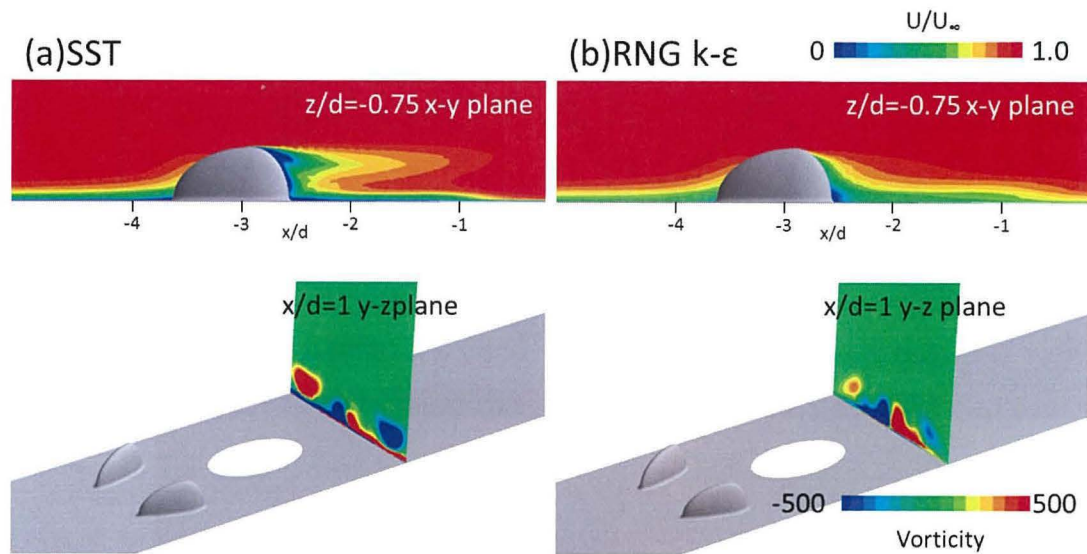 (a)SST
(b)RNG k-ε
U/U∞
0 1.0
z/d=-0.75 x-y plane
z/d=-0.75 x-y plane
-4 -3 -2 -1
x/d
-4 -3 -2 -1
x/d
x/d=1 y-zplane
x/d=1 y-z plane
-500 500
Vorticity